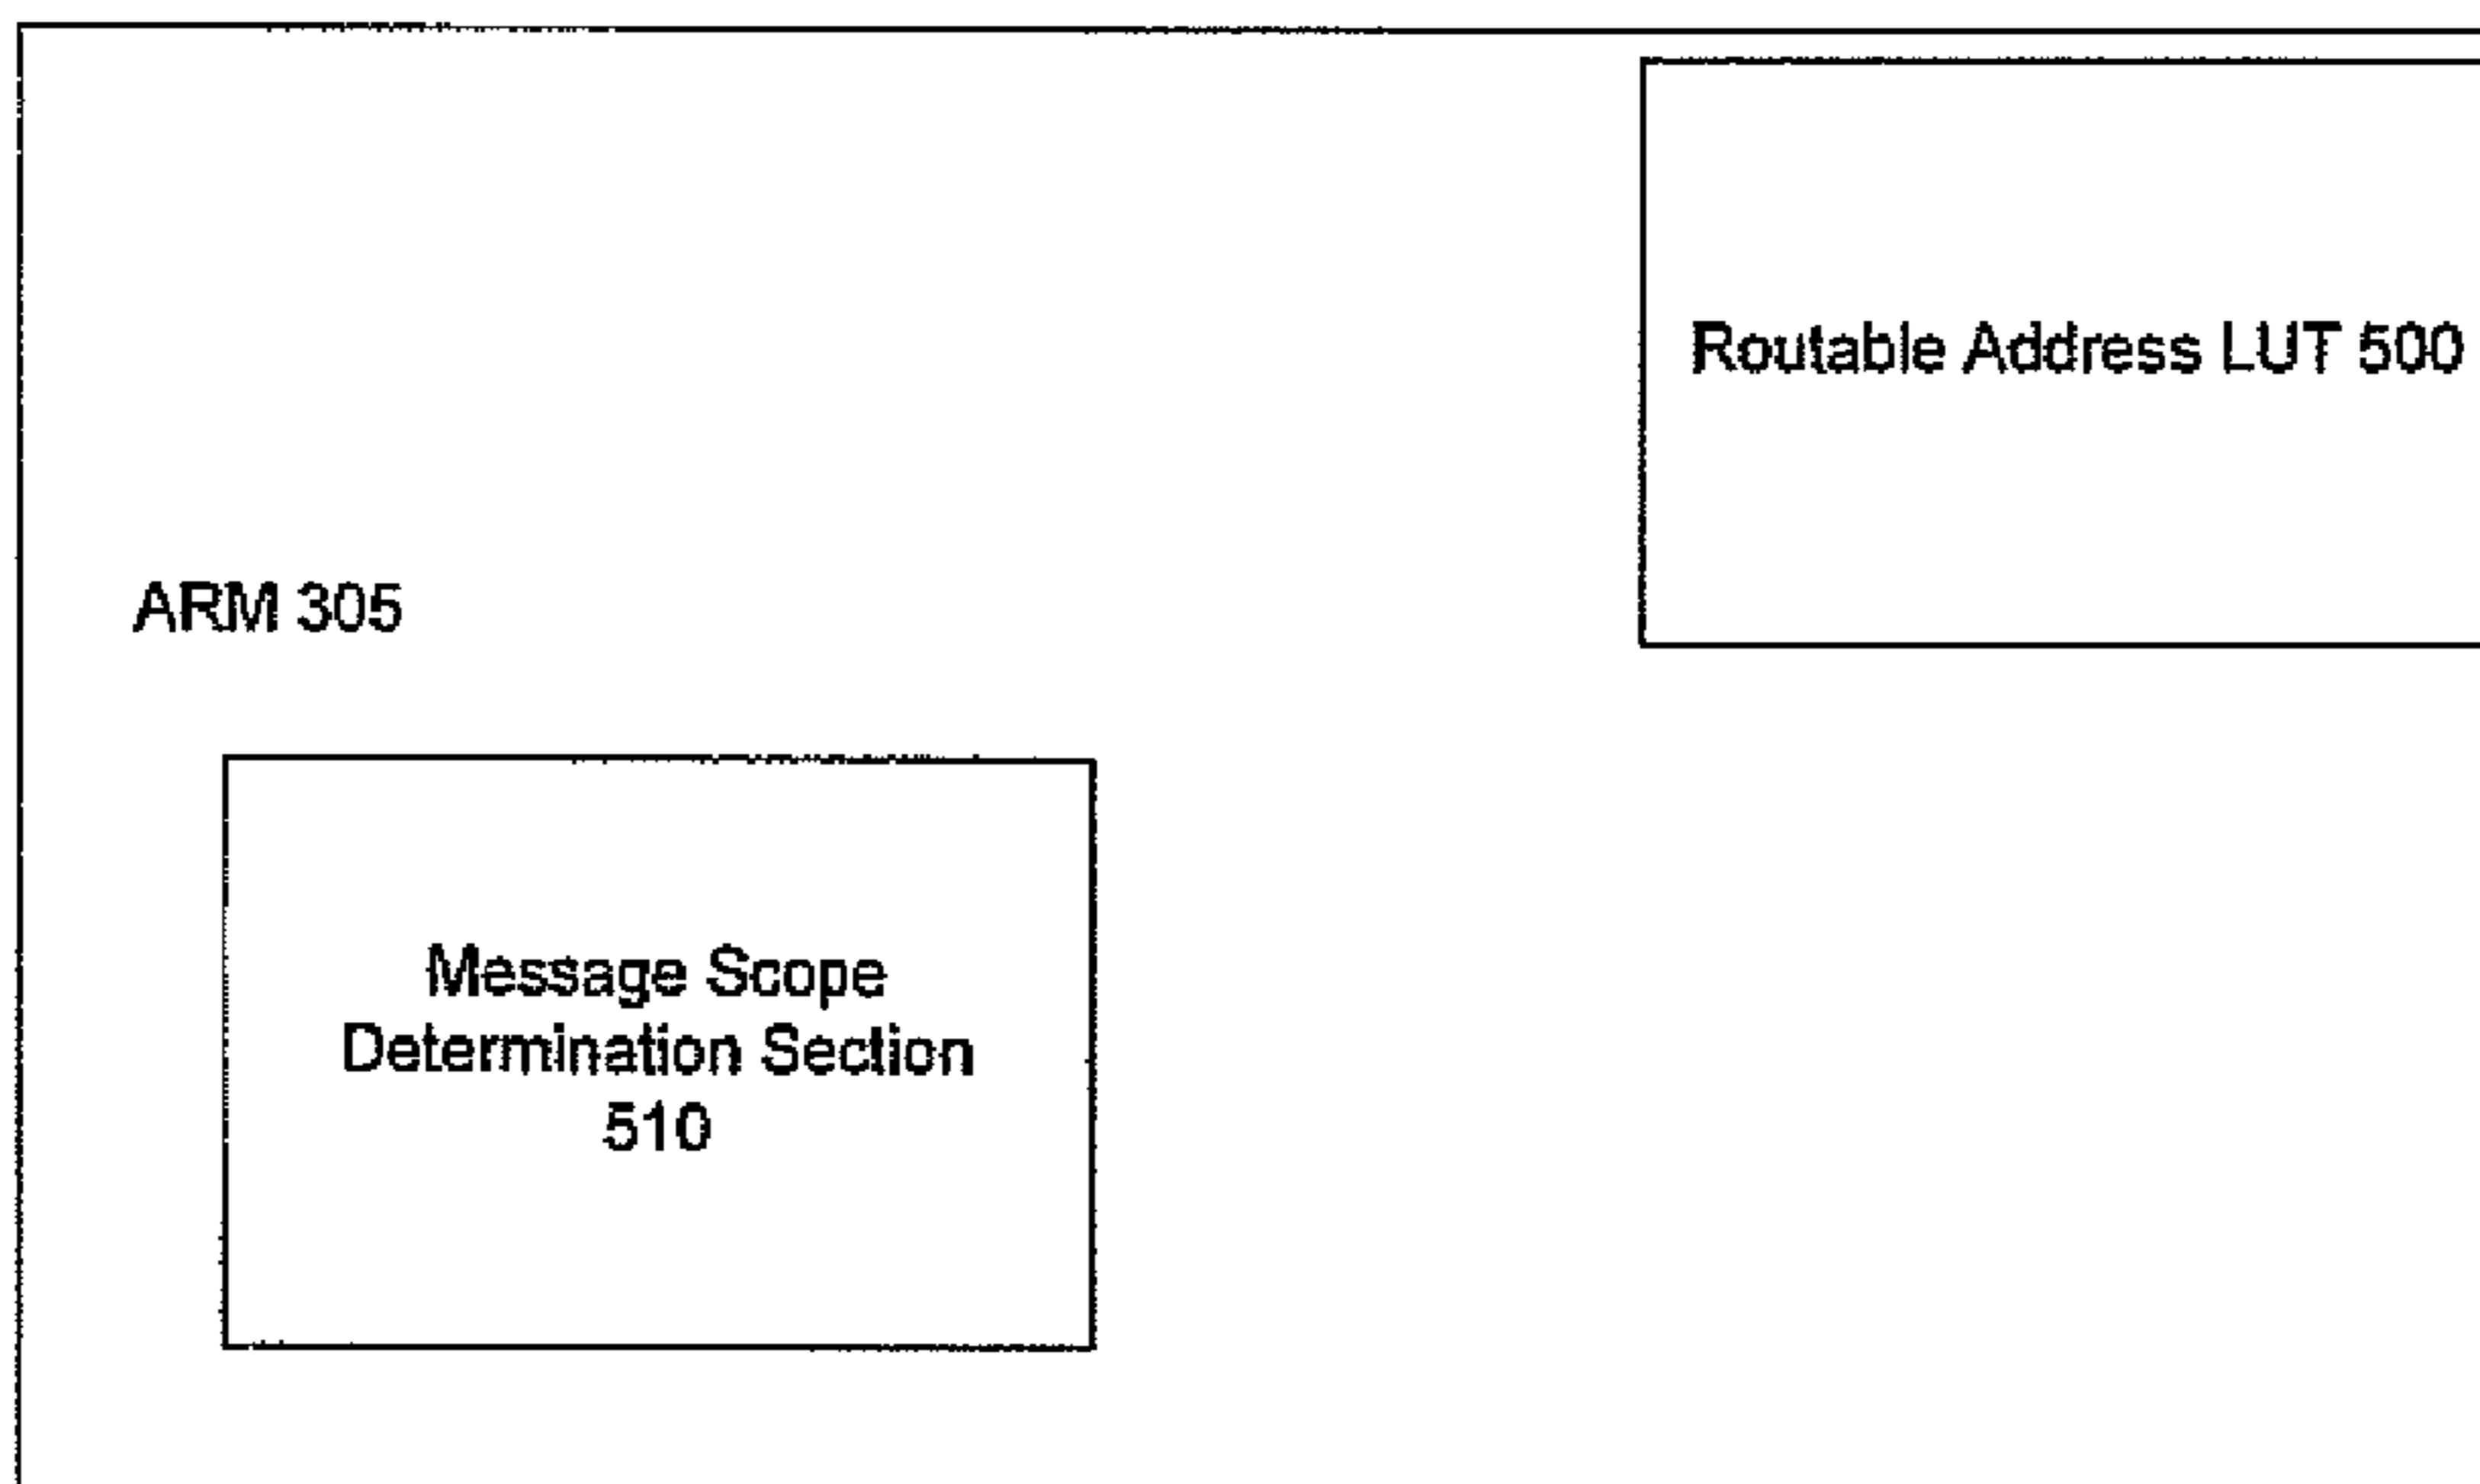 Routable Address LUT 500
ARM 305
Message Scope
Determination Section
510